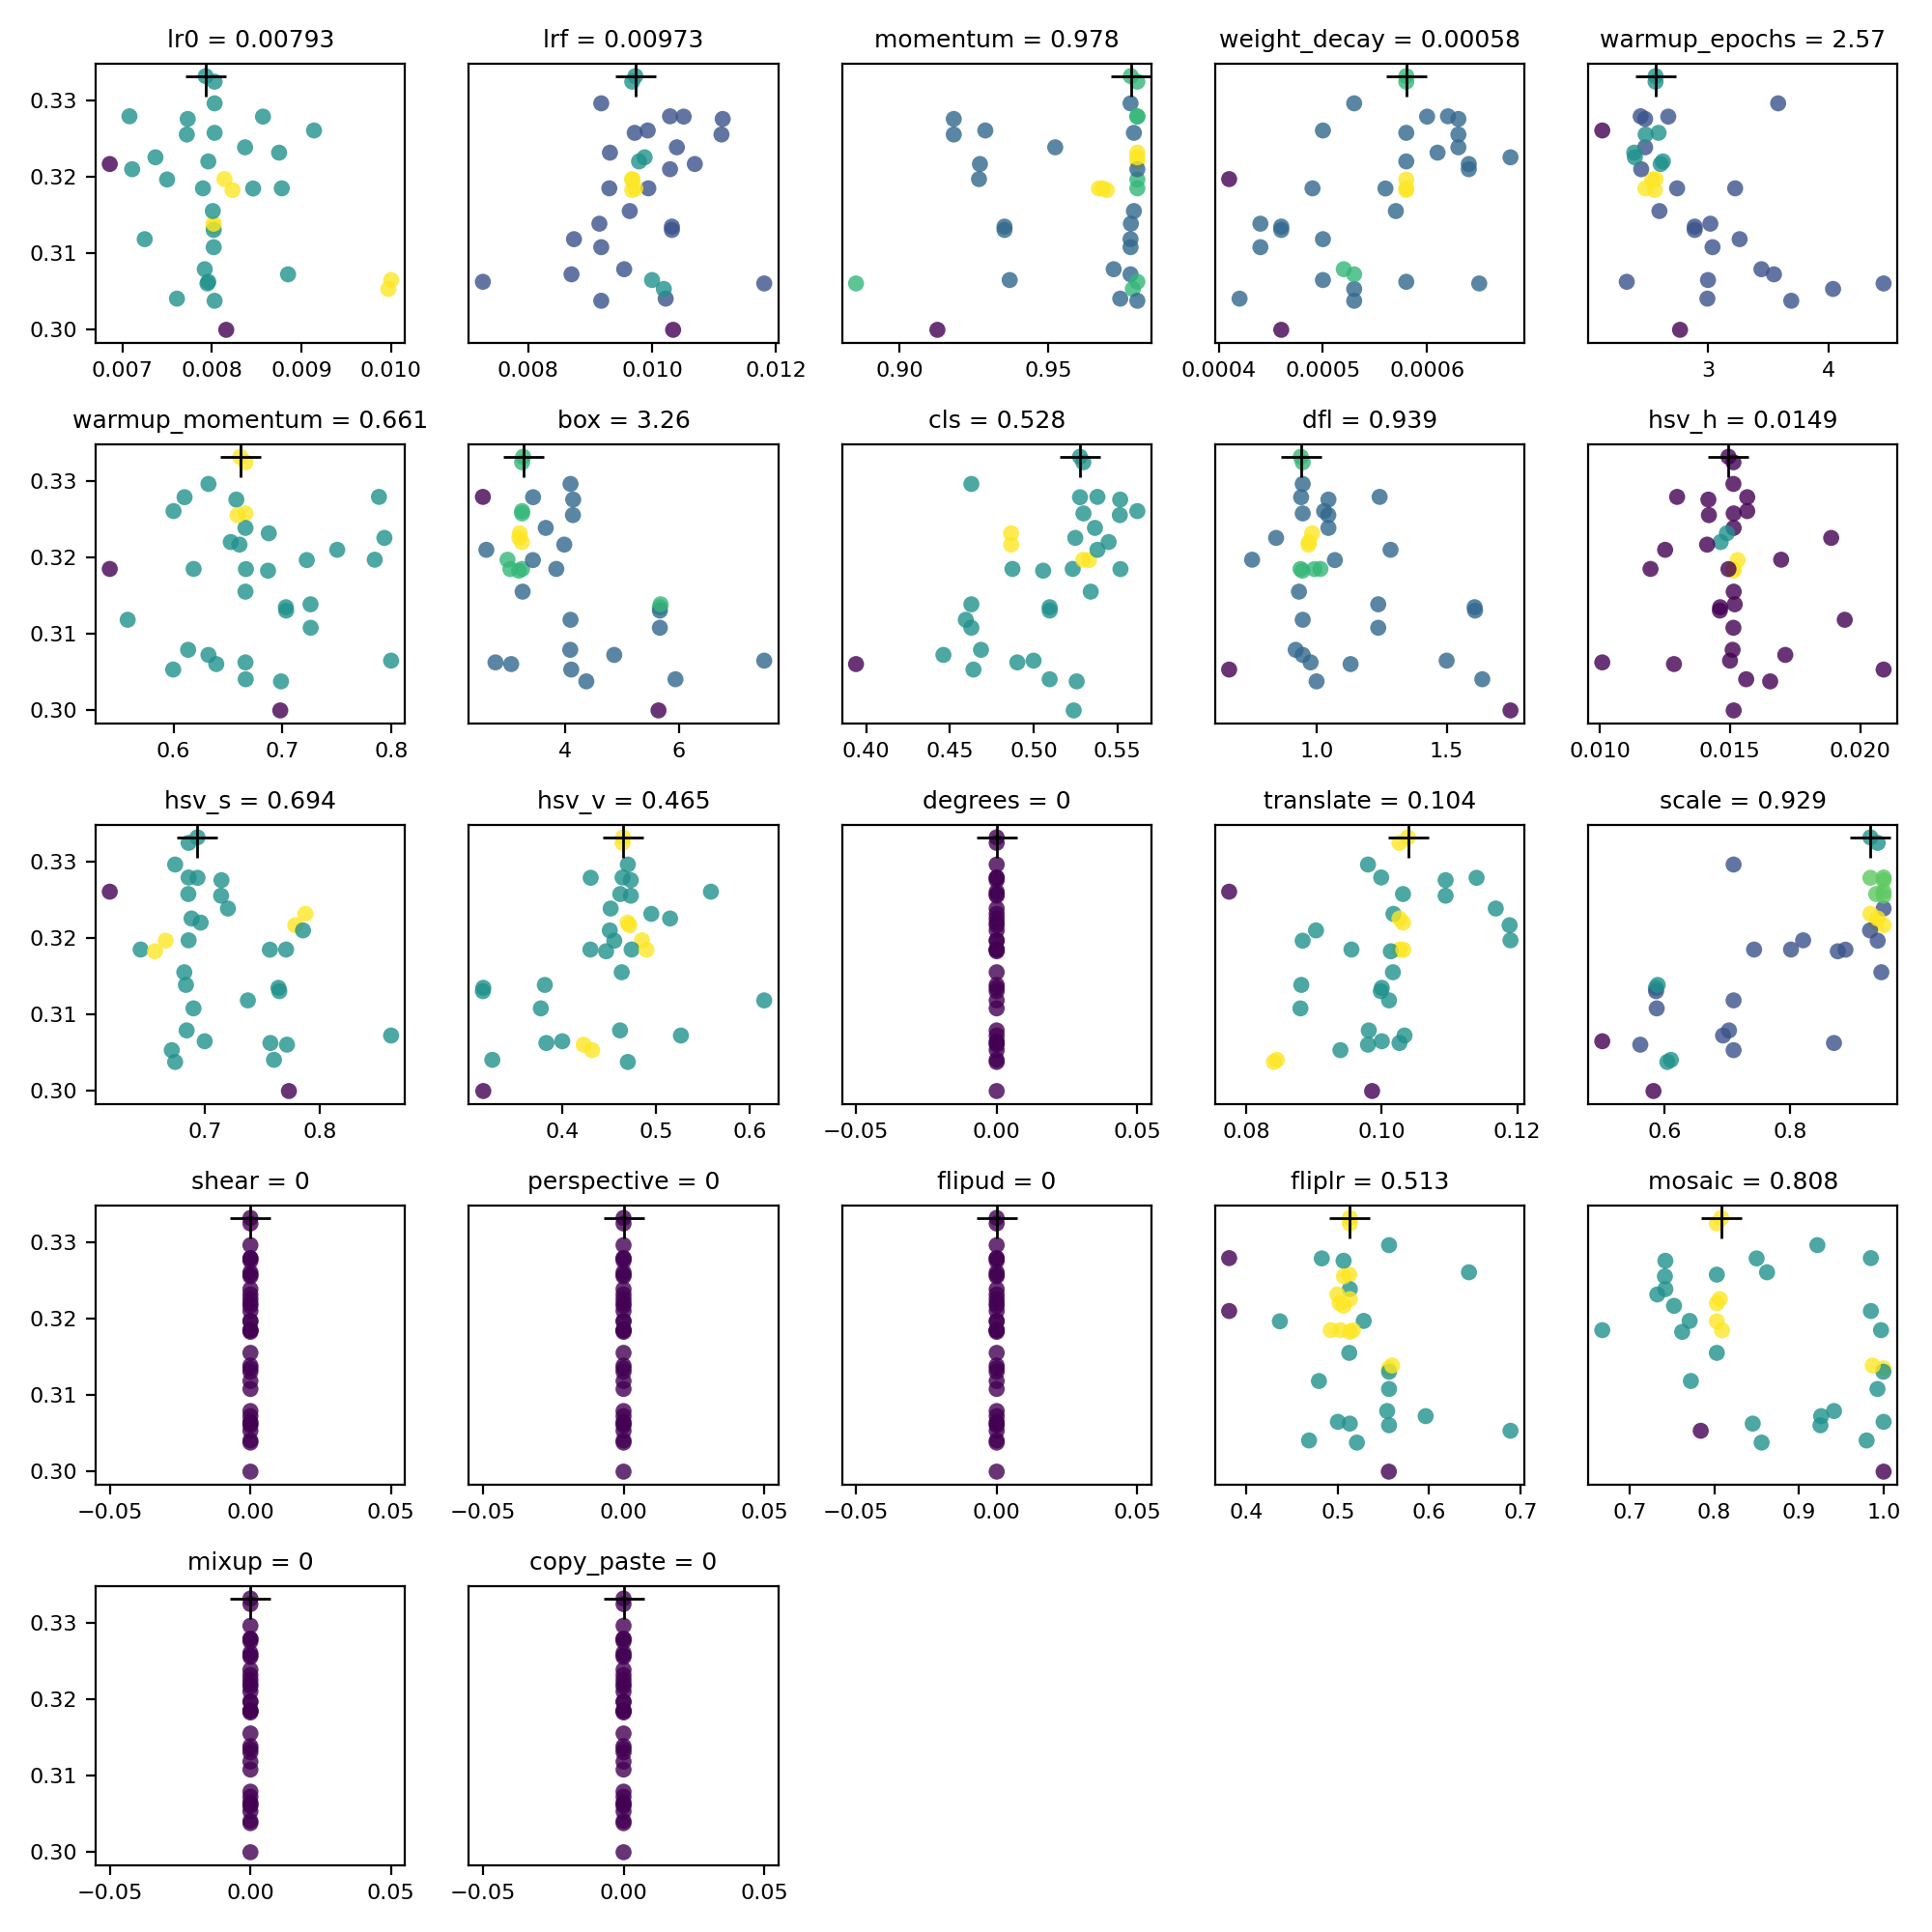 lr0 = 0.00793 lrf = 0.00973 momentum = 0.978 weight_decay = 0.00058 warmup_epochs = 2.57
0.33
0.32
0.31
0.30
0.007 0.008 0.009 0.010 0.008 0.010 0.012 0.90 0.95 0.0004 0.0005 0.0006 3 4
warmup_momentum = 0.661 box = 3.26 cls = 0.528 dfl = 0.939 hsv_h = 0.0149
0.33
0.32
0.31
0.30
0.6 0.7 0.8 4 6 0.40 0.45 0.50 0.55 1.0 1.5 0.010 0.015 0.020
hsv_s = 0.694 hsv_v = 0.465 degrees = 0 translate = 0.104 scale = 0.929
0.33
0.32
0.31
0.30
0.7 0.8 0.4 0.5 0.6 −0.05 0.00 0.05 0.08 0.10 0.12 0.6 0.8
shear = 0 perspective = 0 flipud = 0 fliplr = 0.513 mosaic = 0.808
0.33
0.32
0.31
0.30
−0.05 0.00 0.05 −0.05 0.00 0.05 −0.05 0.00 0.05 0.4 0.5 0.6 0.7 0.7 0.8 0.9 1.0
mixup = 0 copy_paste = 0
0.33
0.32
0.31
0.30
−0.05 0.00 0.05 −0.05 0.00 0.05